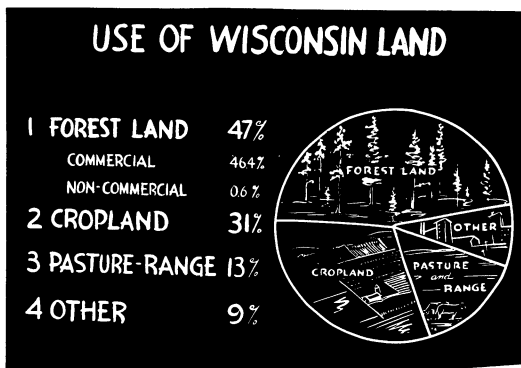 USE OF WISCONSIN LAND
1 FOREST LAND 47%
COMMERCIAL 46.4%
NON-COMMERCIAL 0.6%
2 CROPLAND 31%
3 PASTURE-RANGE 13%
4 OTHER 9%
FOREST LAND
OTHER
CROPLAND
PASTURE
and
RANGE